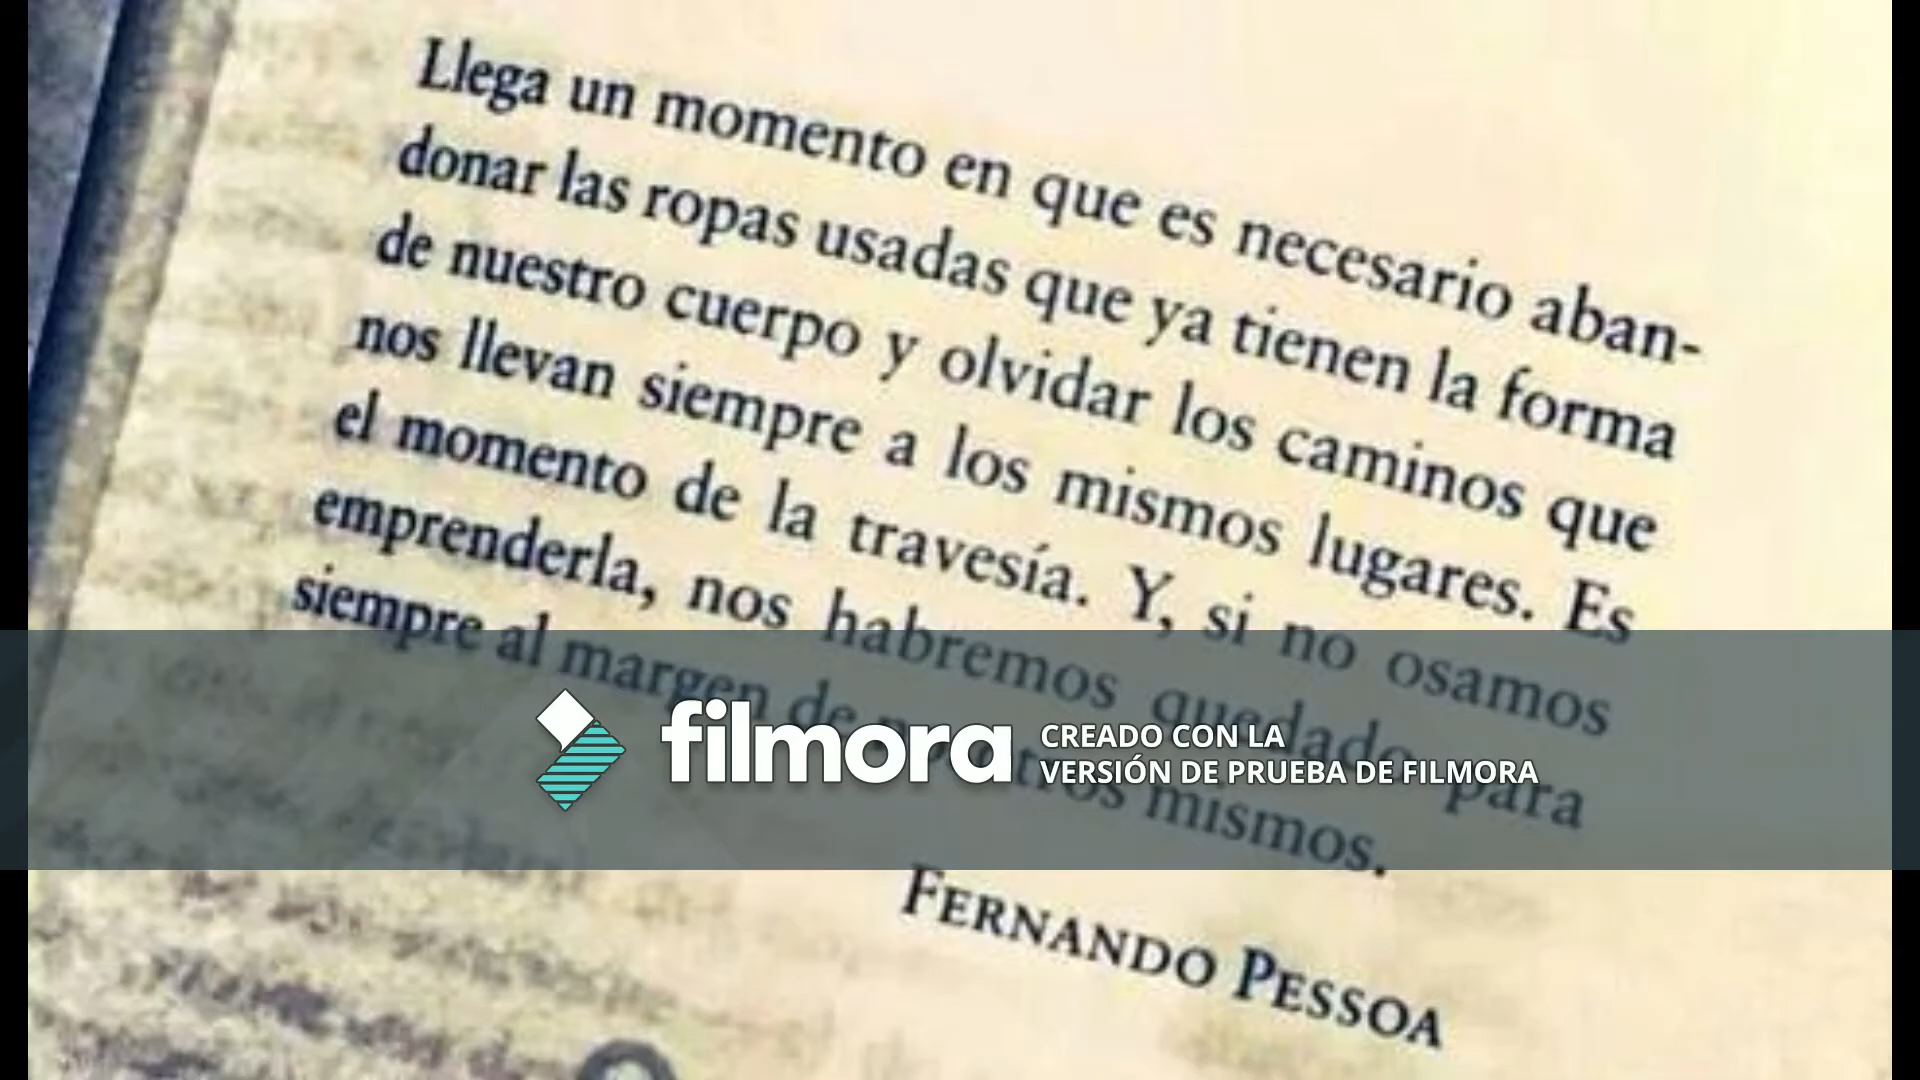 Llega un momento en que es necesario aban-
donar las ropas usadas que ya tienen la forma
de nuestro cuerpo y olvidar los caminos que
nos llevan siempre a los mismos lugares. Es
el momento de la travesía. Y, si no osamos
emprenderla, nos habremos quedado para
siempre al margen de nosotros mismos.
FERNANDO PESSOA
filmora
CREADO CON LA
VERSIÓN DE PRUEBA DE FILMORA